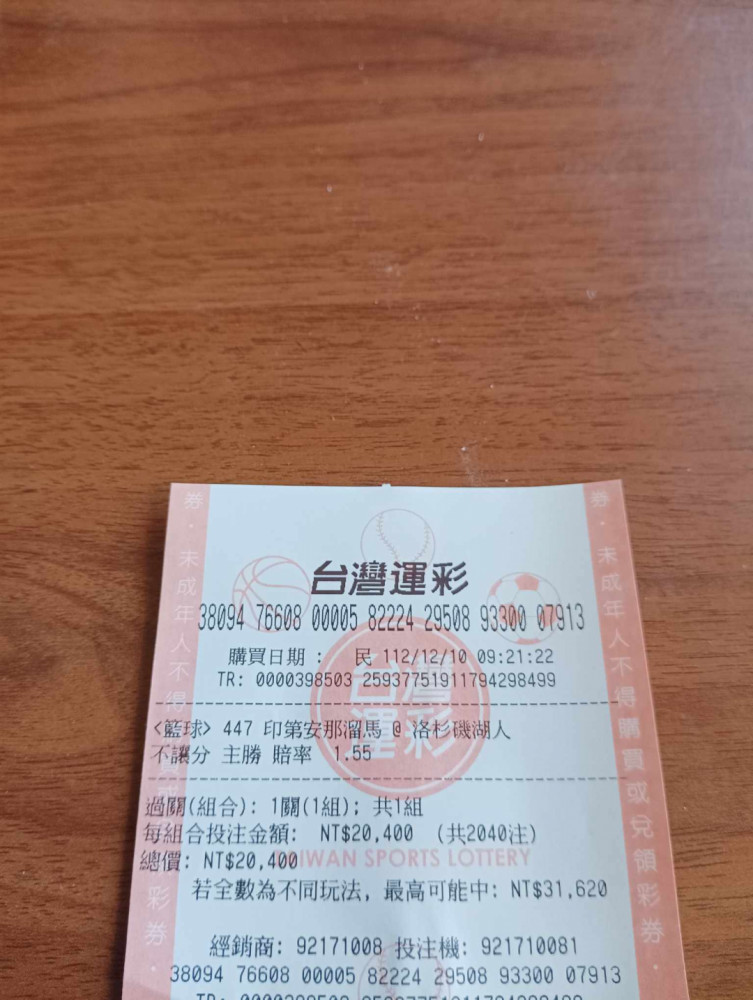 台灣運彩
38094 76608 00005 82224 29508 93300 07913
購買日期： 民 112/12/10 09:21:22
TR: 0000398503 25937751911794298499
<籃球> 447 印第安那溜馬 @ 洛杉磯湖人
不讓分 主勝 賠率 1.55
過關(組合): 1關(1組); 共1組
每組合投注金額: NT$20,400 (共2040注)
總價: NT$20,400
TAIWAN SPORTS LOTTERY
若全數為不同玩法, 最高可能中: NT$31,620
經銷商: 92171008 投注機: 921710081
38094 76608 00005 82224 29508 93300 07913
台灣運彩
券．未成年人不得
彩券．
券．未成年人不得購買或兌領彩券．